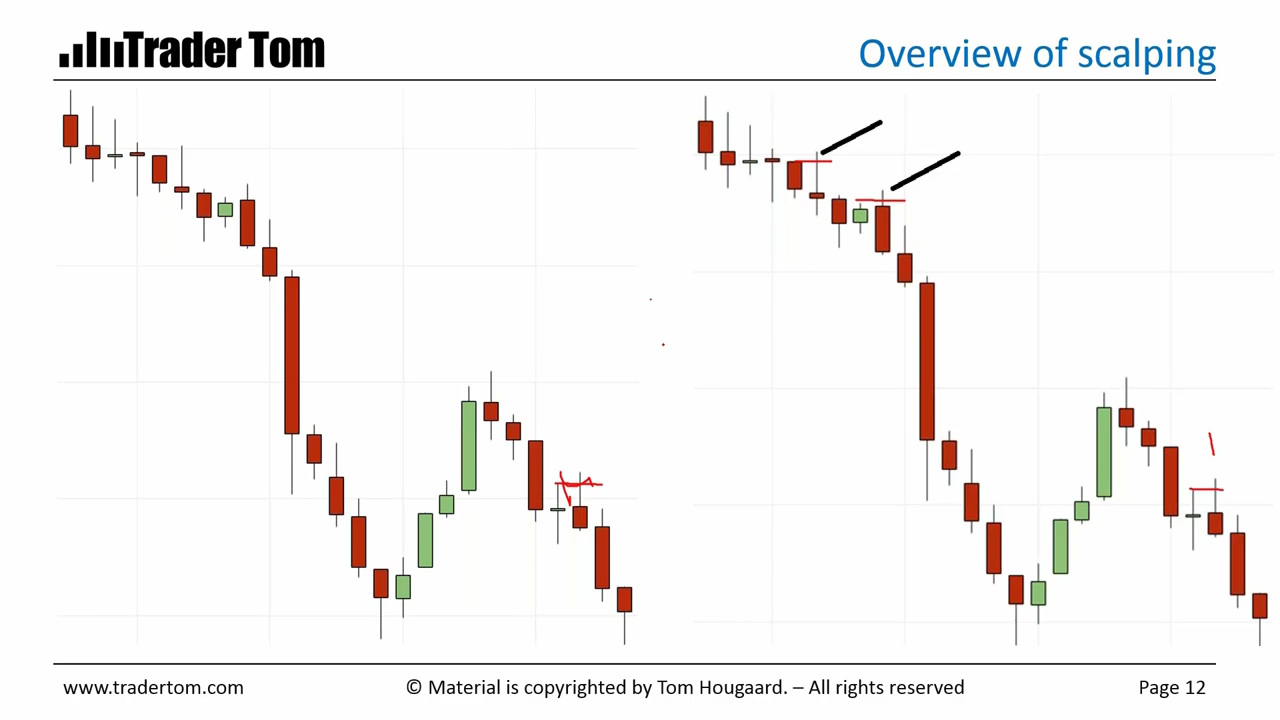 Trader Tom
Overview of scalping
www.tradertom.com
© Material is copyrighted by Tom Hougaard. – All rights reserved
Page 12